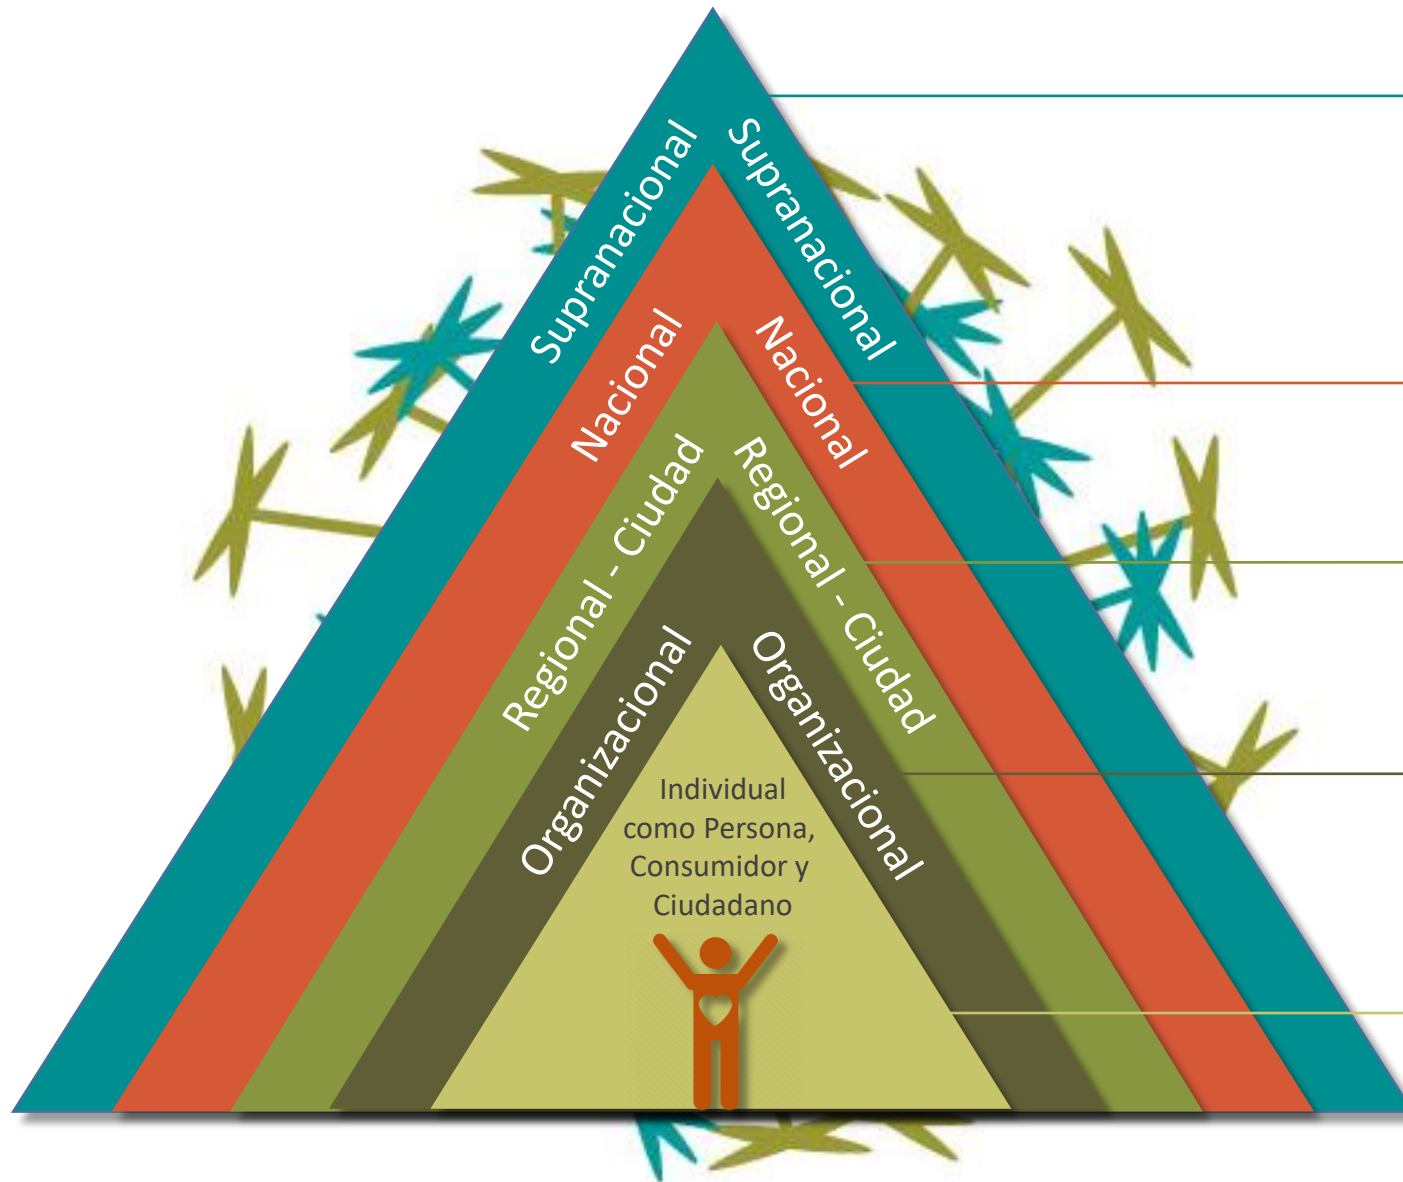 Supranacional
Supranacional
Nacional
Nacional
Regional - Ciudad
Regional - Ciudad
Organizacional
Organizacional
Individual
como Persona,
Consumidor y
Ciudadano